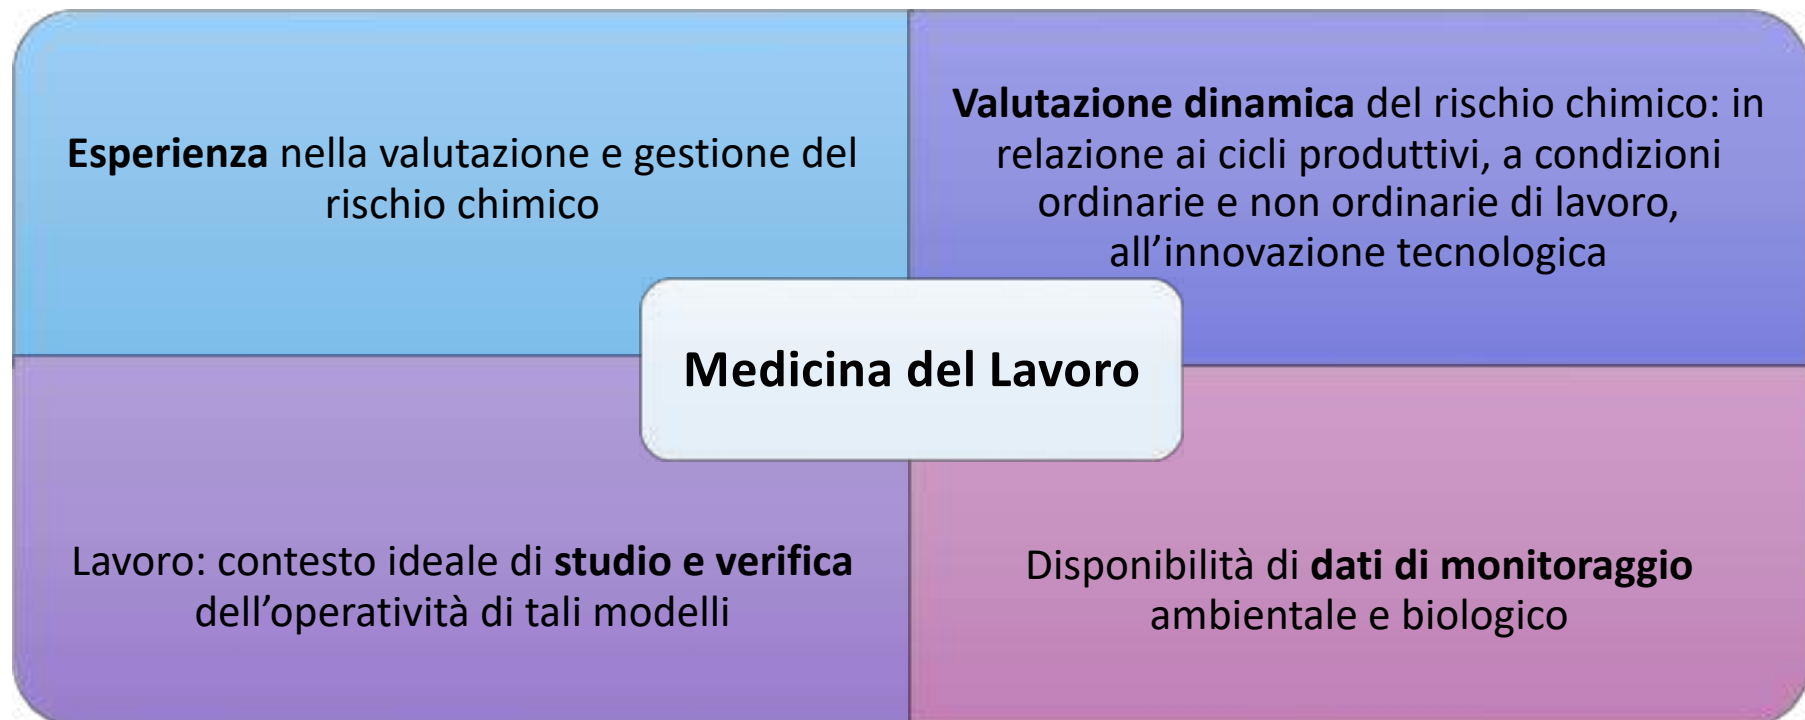 Esperienza nella valutazione e gestione del
rischio chimico
Valutazione dinamica del rischio chimico: in
relazione ai cicli produttivi, a condizioni
ordinarie e non ordinarie di lavoro,
all’innovazione tecnologica
Medicina del Lavoro
Lavoro: contesto ideale di studio e verifica
dell’operatività di tali modelli
Disponibilità di dati di monitoraggio
ambientale e biologico